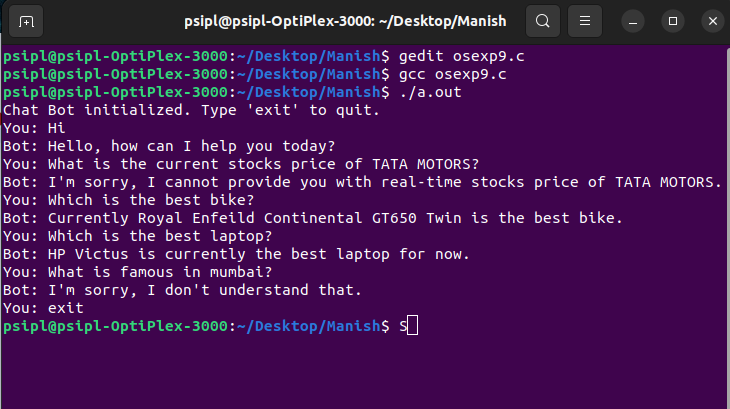 psipl@psipl-OptiPlex-3000: ~/Desktop/Manish
psipl@psipl-OptiPlex-3000:~/Desktop/Manish$ gedit osexp9.c
psipl@psipl-OptiPlex-3000:~/Desktop/Manish$ gcc osexp9.c
psipl@psipl-OptiPlex-3000:~/Desktop/Manish$ ./a.out
Chat Bot initialized. Type 'exit' to quit.
You: Hi
Bot: Hello, how can I help you today?
You: What is the current stocks price of TATA MOTORS?
Bot: I'm sorry, I cannot provide you with real-time stocks price of TATA MOTORS.
You: Which is the best bike?
Bot: Currently Royal Enfeild Continental GT650 Twin is the best bike.
You: Which is the best laptop?
Bot: HP Victus is currently the best laptop for now.
You: What is famous in mumbai?
Bot: I'm sorry, I don't understand that.
You: exit
psipl@psipl-OptiPlex-3000:~/Desktop/Manish$ S